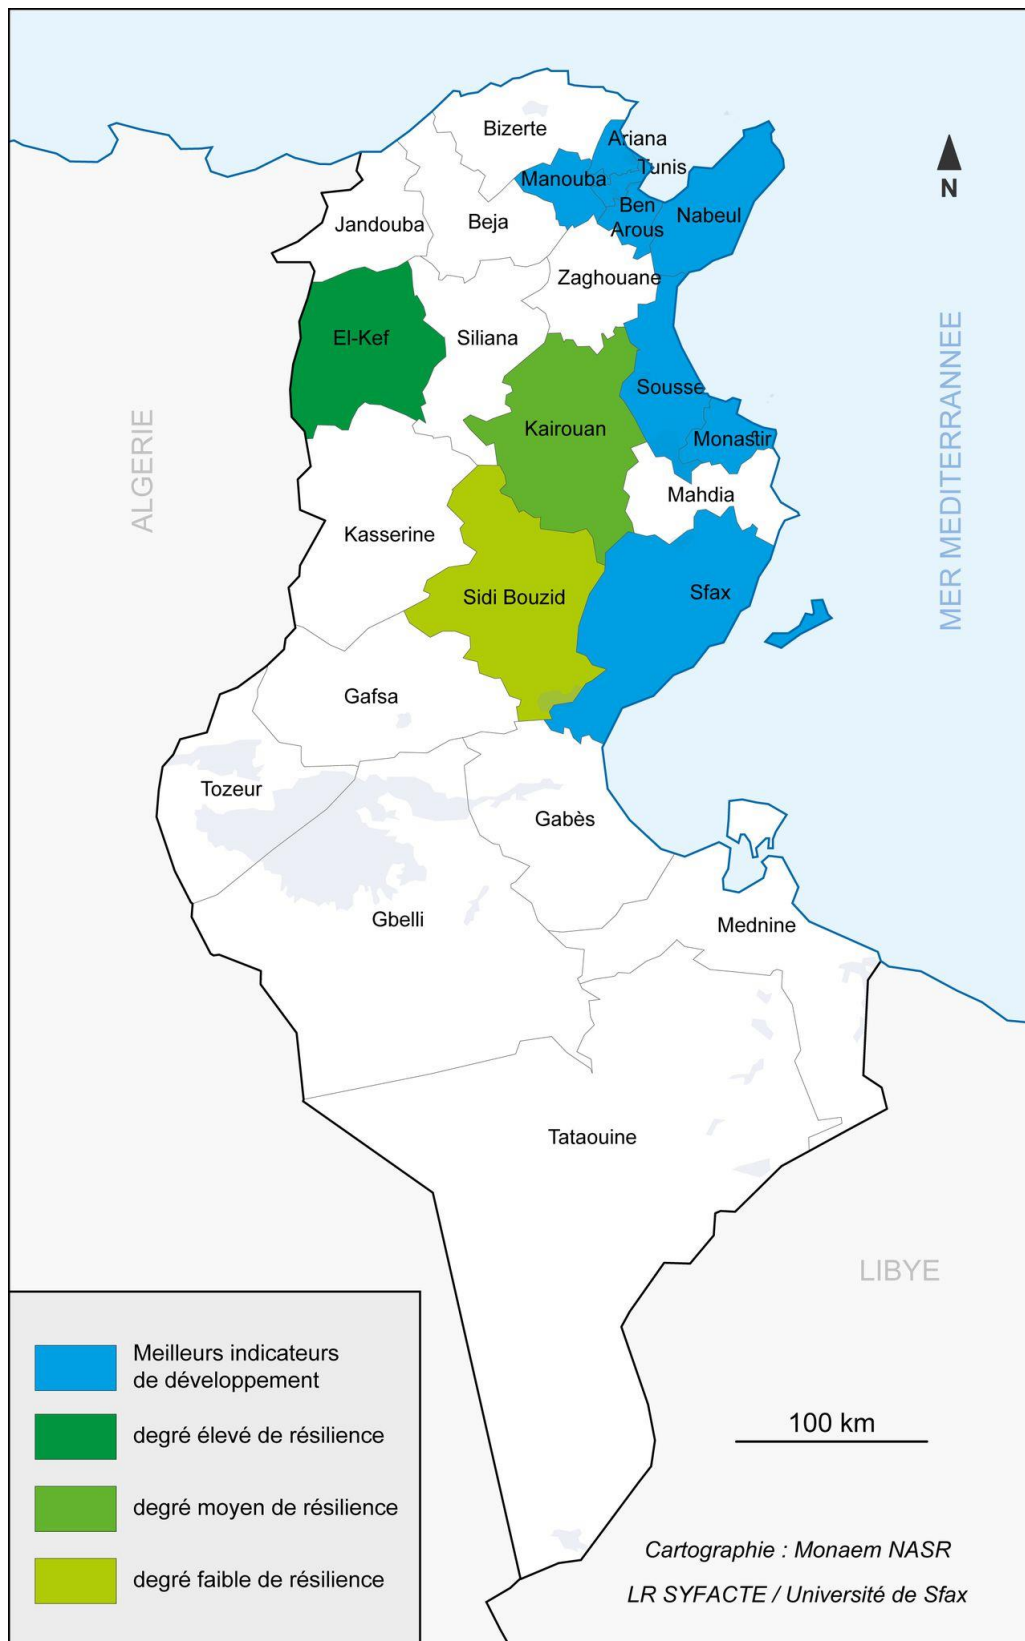 Bizerte
Ariana
Tunis
Manouba
Ben
Arous
Nabeul
Jandouba
Beja
Zaghouane
N
El-Kef
Siliana
Sousse
Kairouan
Monastir
Mahdia
Kasserine
Sidi Bouzid
Sfax
Gafsa
Tozeur
Gabès
Gbelli
Mednine
Tataouine
ALGERIE
MER MEDITERRANNEE
LIBYE
Meilleurs indicateurs
de développement
degré élevé de résilience
degré moyen de résilience
degré faible de résilience
100 km
Cartographie : Monaem NASR
LR SYFACTE / Université de Sfax